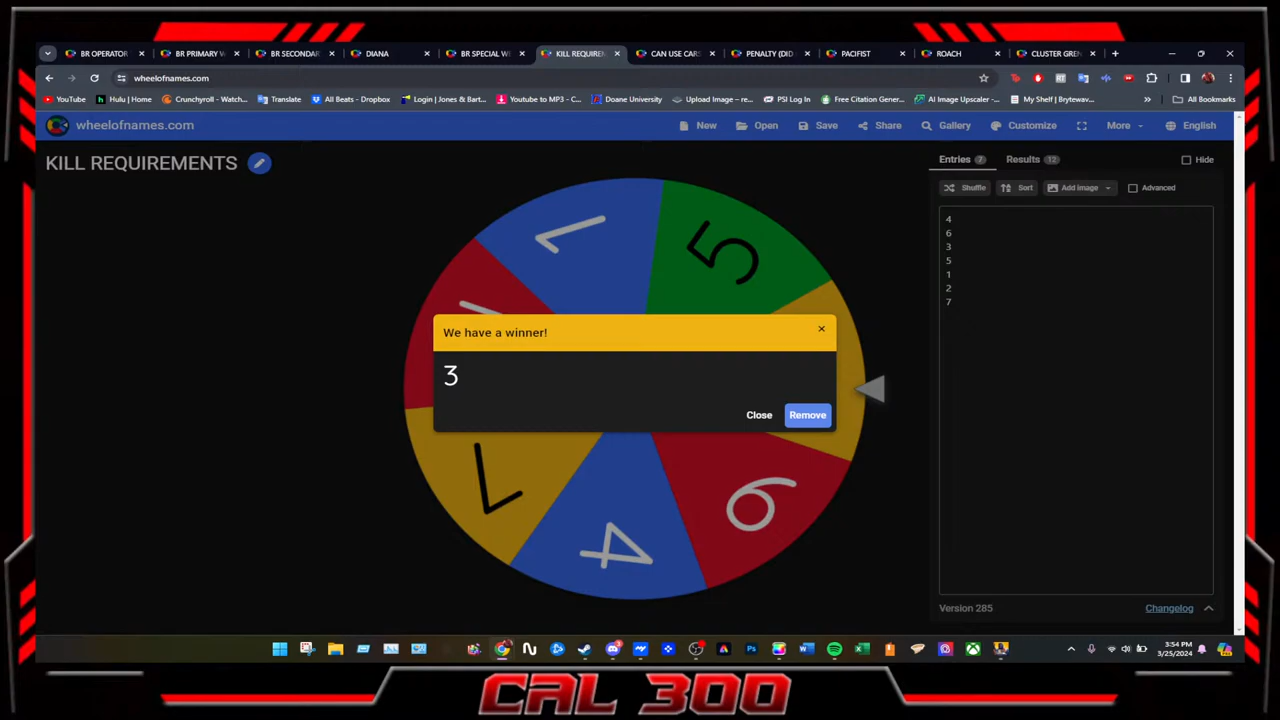 BR OPERATOR
BR PRIMARY W
BR SECONDAR
DIANA
BR SPECIAL W
KILL REQUIREM
CAN USE CARS
PENALTY (DID
PACIFIST
ROACH
CLUSTER GREN
wheelofnames.com
YouTube
Hulu | Home
Crunchyroll - Watch...
Translate
All Beats - Dropbox
Login | Jones & Bart...
Youtube to MP3 - C...
Doane University
Upload Image – re...
PSI Log In
Free Citation Gener...
AI Image Upscaler -...
My Shelf | Brytewav...
All Bookmarks
wheelofnames.com
New
Open
Save
Share
Gallery
Customize
More
English
KILL REQUIREMENTS
Entries 7
Results 12
Hide
Shuffle
Sort
Add image
Advanced
4
6
3
5
1
2
7
5
We have a winner!
3
Close
Remove
7
4
6
Version 285
Changelog
3:54 PM
3/25/2024
CAL 300